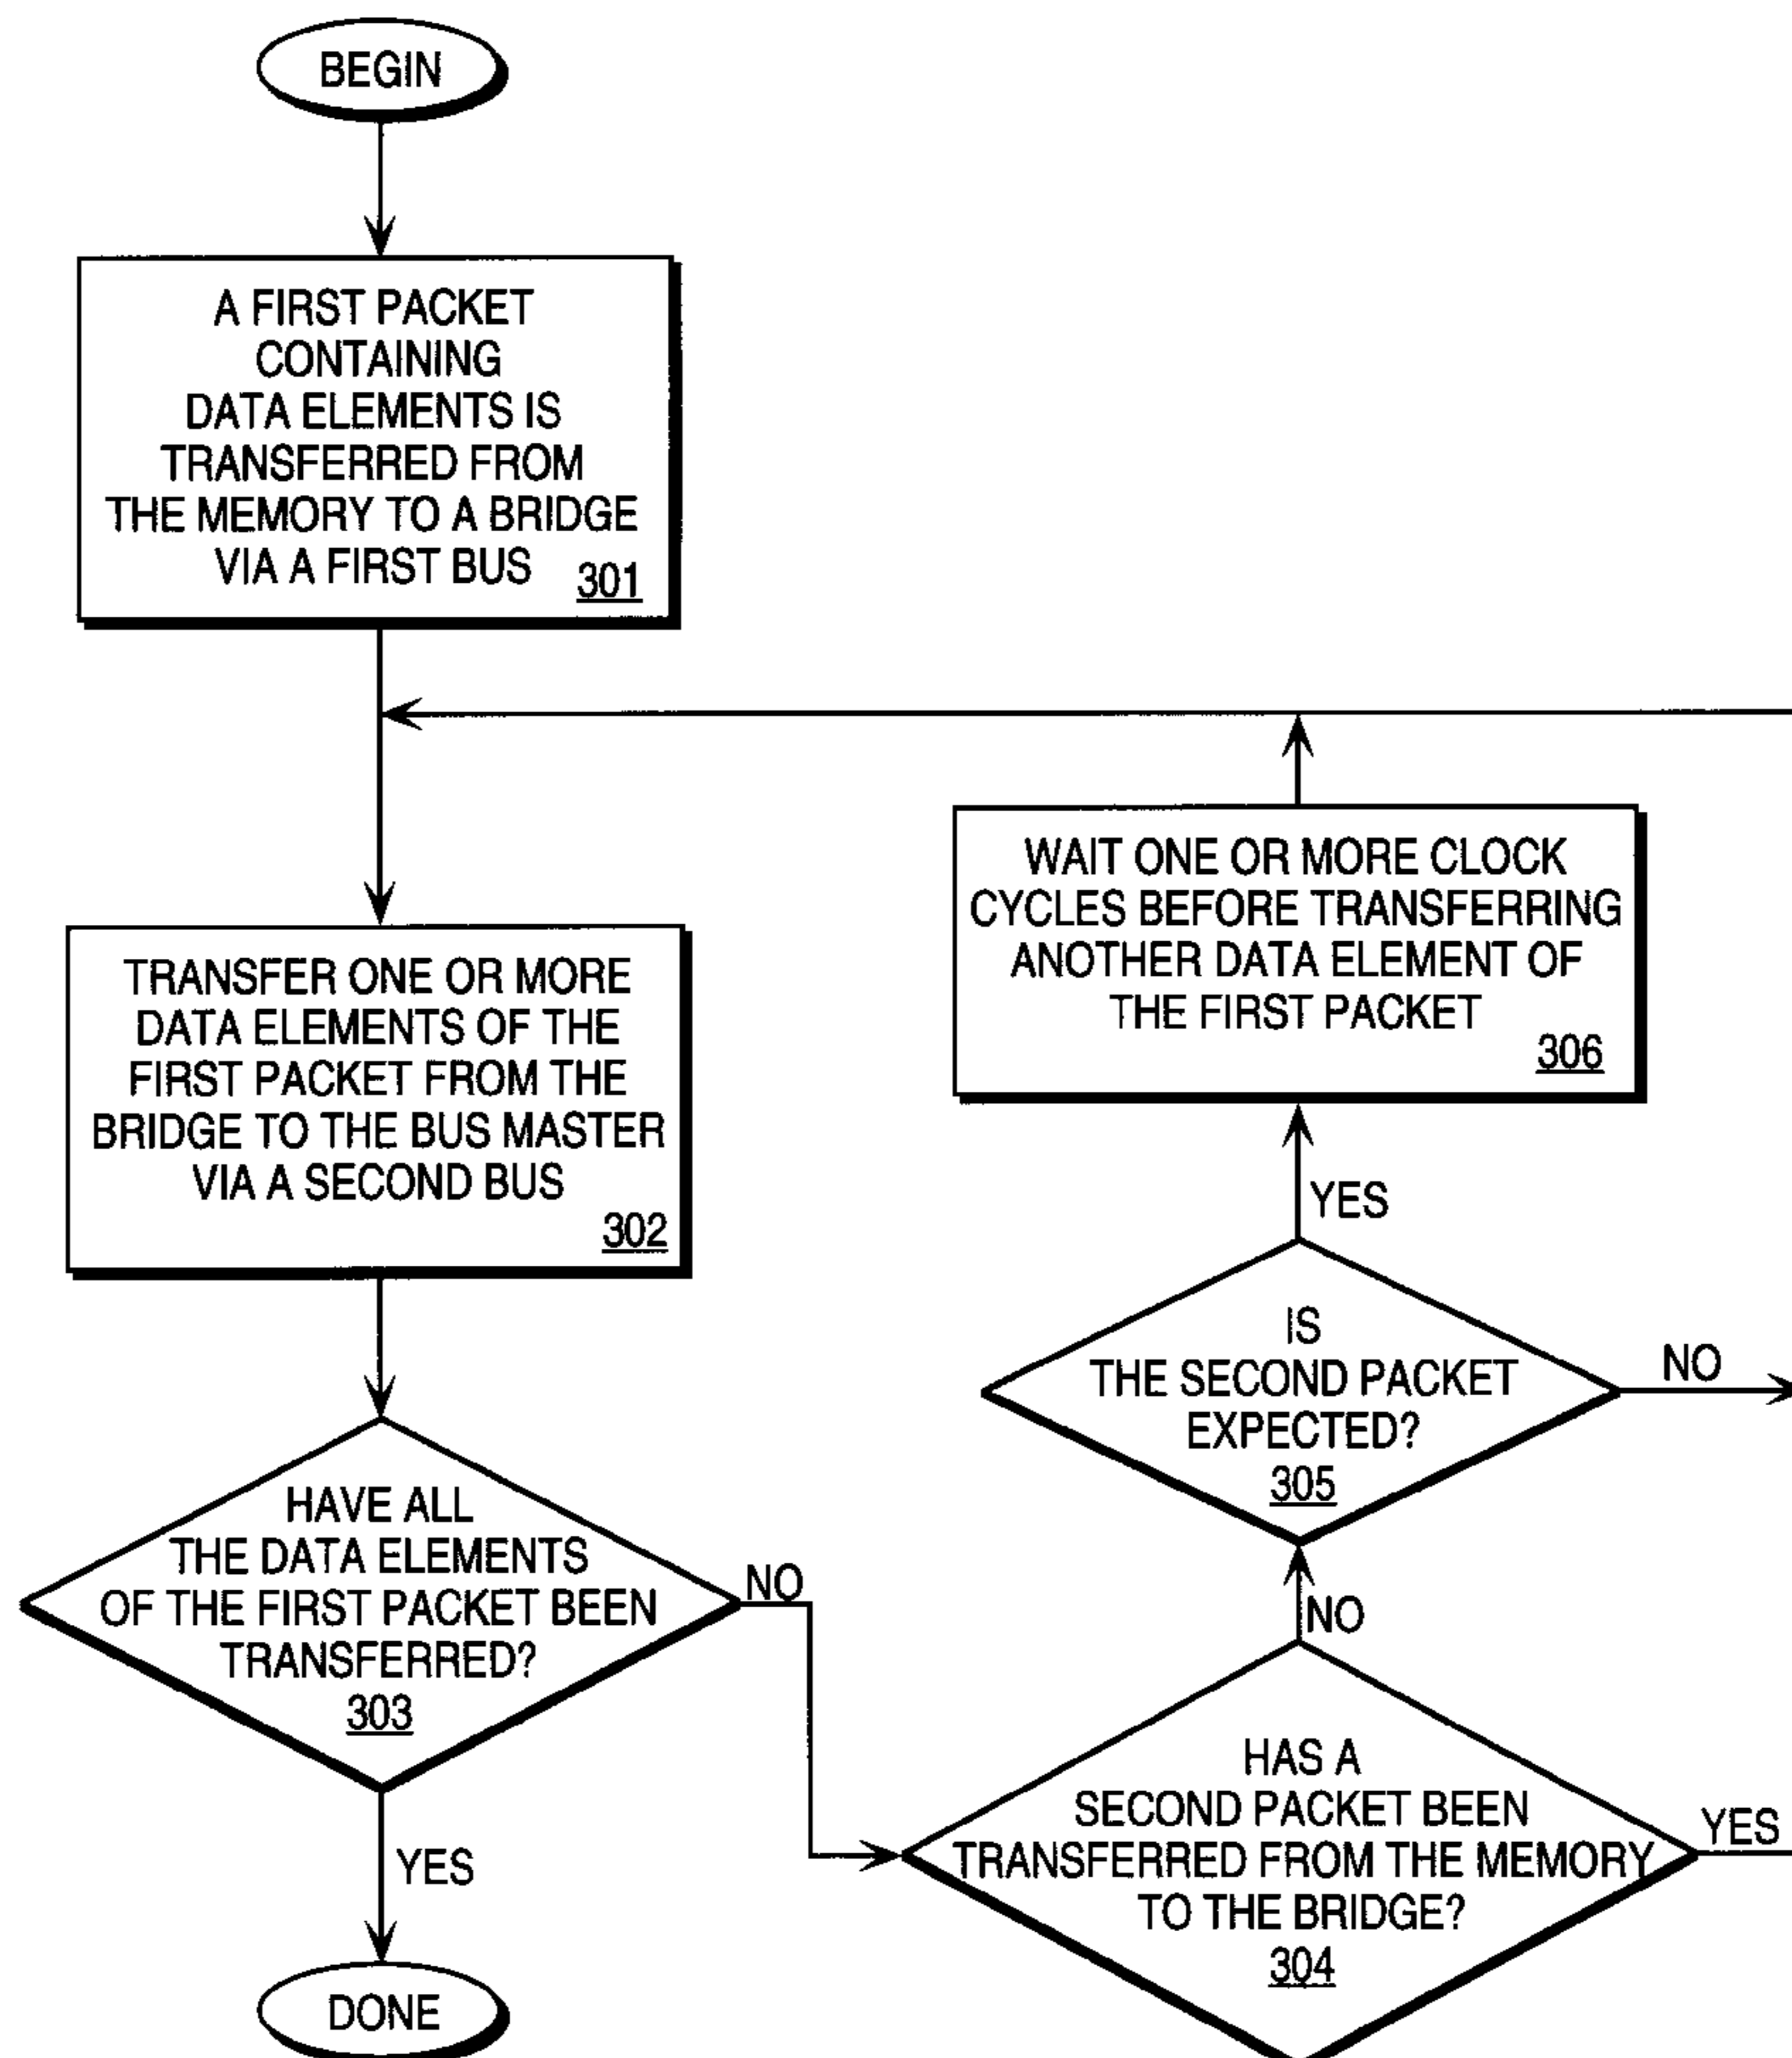 BEGIN
A FIRST PACKET
CONTAINING
DATA ELEMENTS IS
TRANSFERRED FROM
THE MEMORY TO A BRIDGE
VIA A FIRST BUS
301
TRANSFER ONE OR MORE
DATA ELEMENTS OF THE
FIRST PACKET FROM THE
BRIDGE TO THE BUS MASTER
VIA A SECOND BUS
302
HAVE ALL
THE DATA ELEMENTS
OF THE FIRST PACKET BEEN
TRANSFERRED?
303
NO
YES
DONE
WAIT ONE OR MORE CLOCK
CYCLES BEFORE TRANSFERRING
ANOTHER DATA ELEMENT OF
THE FIRST PACKET
306
YES
IS
THE SECOND PACKET
EXPECTED?
305
NO
NO
HAS A
SECOND PACKET BEEN
TRANSFERRED FROM THE MEMORY
TO THE BRIDGE?
304
YES